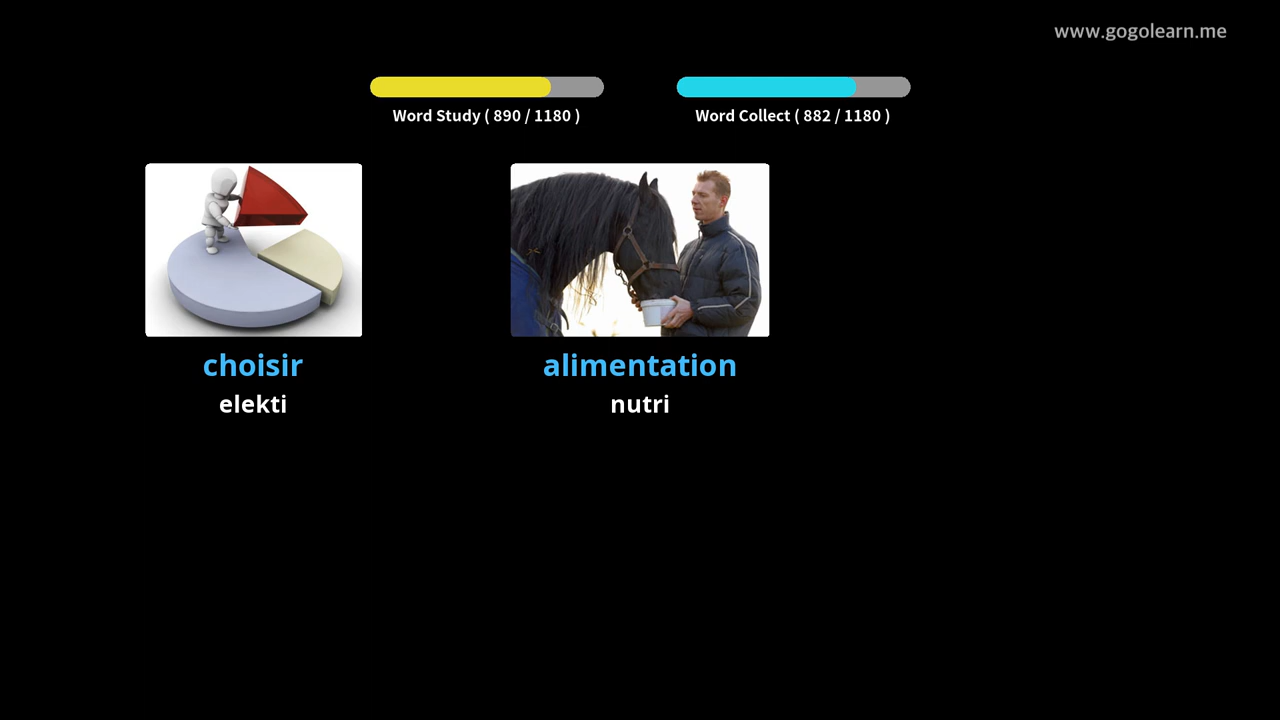 www.gogolearn.me
Word Study ( 890 / 1180 )
Word Collect ( 882 / 1180 )
choisir
alimentation
elekti
nutri